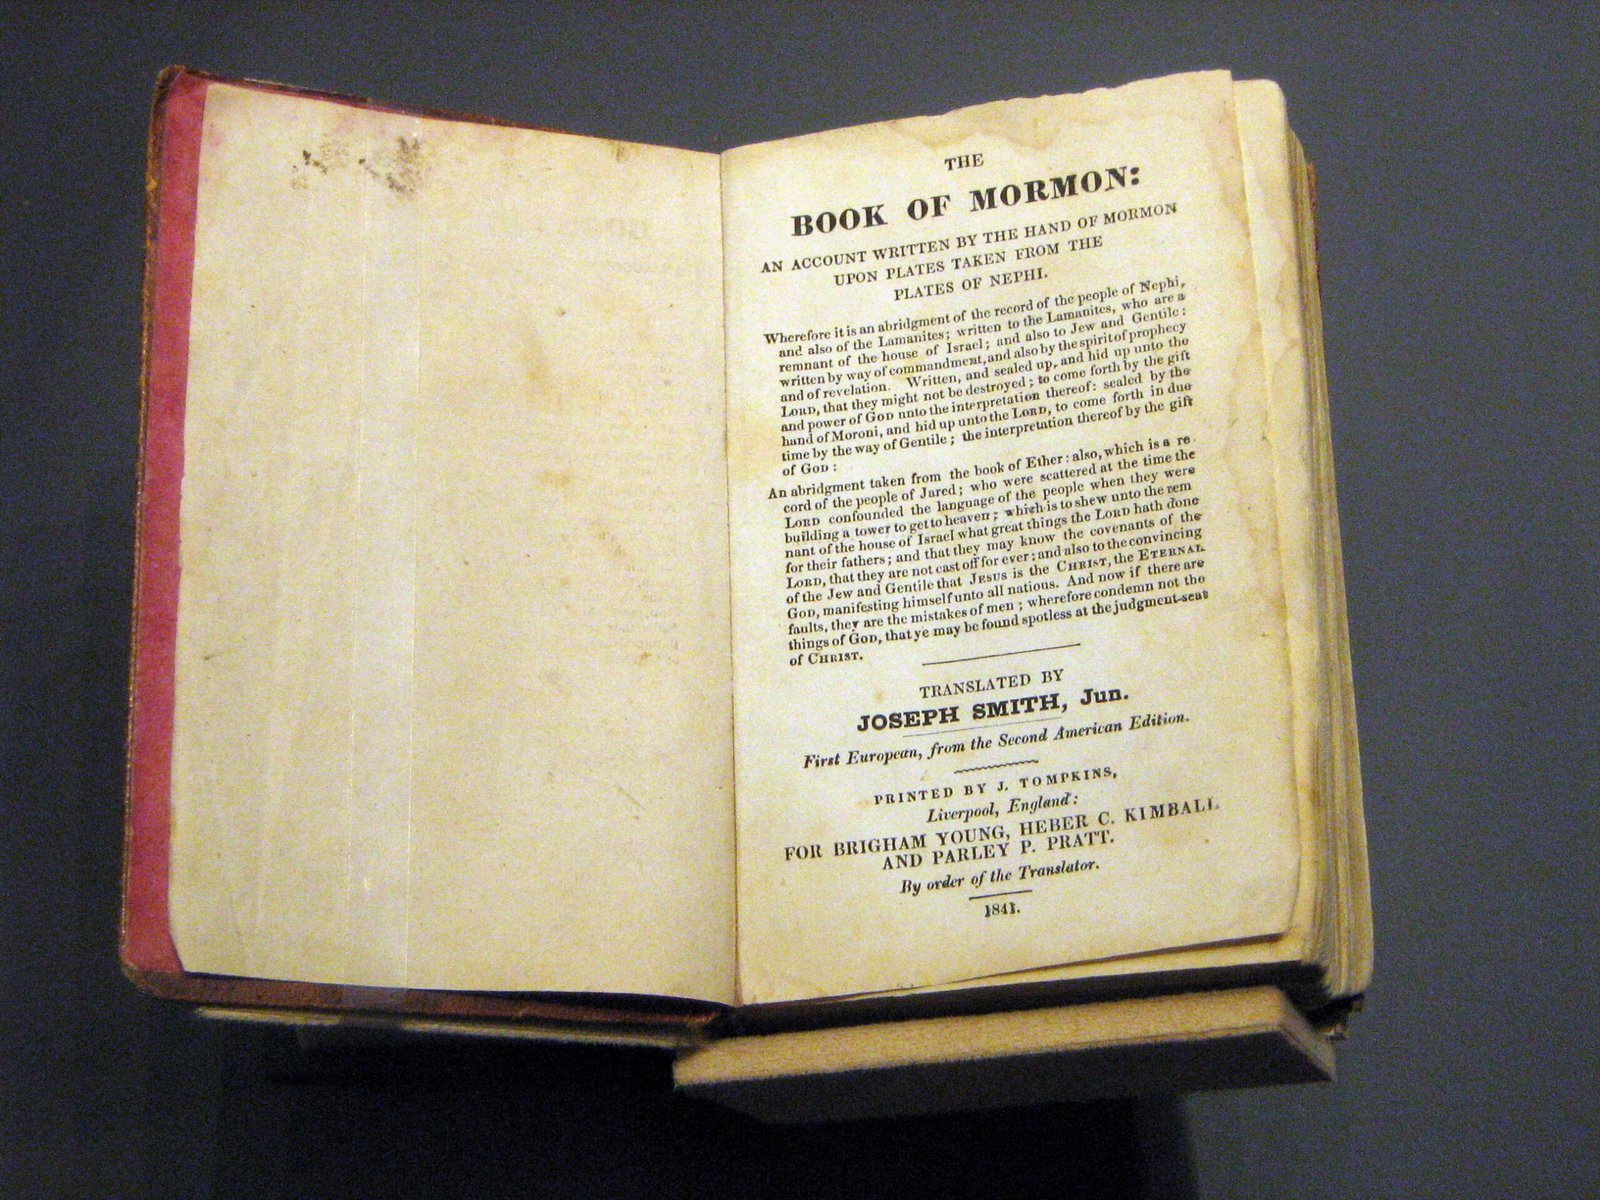 THE
BOOK OF MORMON:
AN ACCOUNT WRITTEN BY THE HAND OF MORMON
UPON PLATES TAKEN FROM THE
PLATES OF NEPHI.
Wherefore it is an abridgment of the record of the people of Nephi,
and also of the Lamanites; written to the Lamanites, who are a
remnant of the house of Israel; and also to Jew and Gentile:
written by way of commandment, and also by the spirit of prophecy
and of revelation. Written, and sealed up, and hid up unto the
LORD, that they might not be destroyed; to come forth by the gift
and power of GOD unto the interpretation thereof: sealed by the
hand of Moroni, and hid up unto the LORD, to come forth in due
time by the way of Gentile; the interpretation thereof by the gift
of GOD:
An abridgment taken from the book of Ether: also, which is a re
cord of the people of Jared; who were scattered at the time the
LORD confounded the language of the people when they were
building a tower to get to heaven; which is to shew unto the rem
nant of the house of Israel what great things the LORD hath done
for their fathers; and that they may know the covenants of the
LORD, that they are not cast off for ever; and also to the convincing
of the Jew and Gentile that JESUS is the CHRIST, the ETERNAL
GOD, manifesting himself unto all nations. And now if there are
faults, they are the mistakes of men; wherefore condemn not the
things of GOD, that ye may be found spotless at the judgment-seat
of CHRIST.
TRANSLATED BY
JOSEPH SMITH, Jun.
First European, from the Second American Edition.
PRINTED BY J. TOMPKINS,
Liverpool, England:
FOR BRIGHAM YOUNG, HEBER C. KIMBALL
AND PARLEY P. PRATT.
By order of the Translator.
1841.